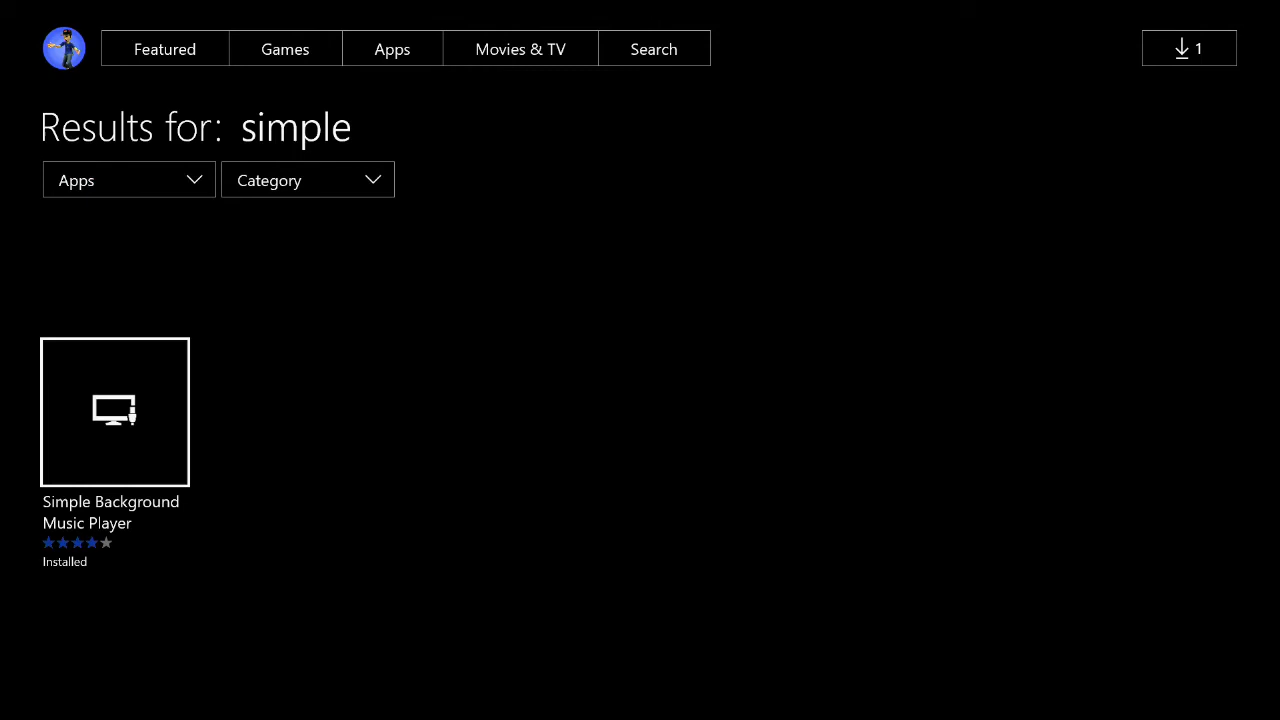 Featured Games Apps Movies & TV Search 1
Results for: simple
Apps Category
Simple Background
Music Player
Installed